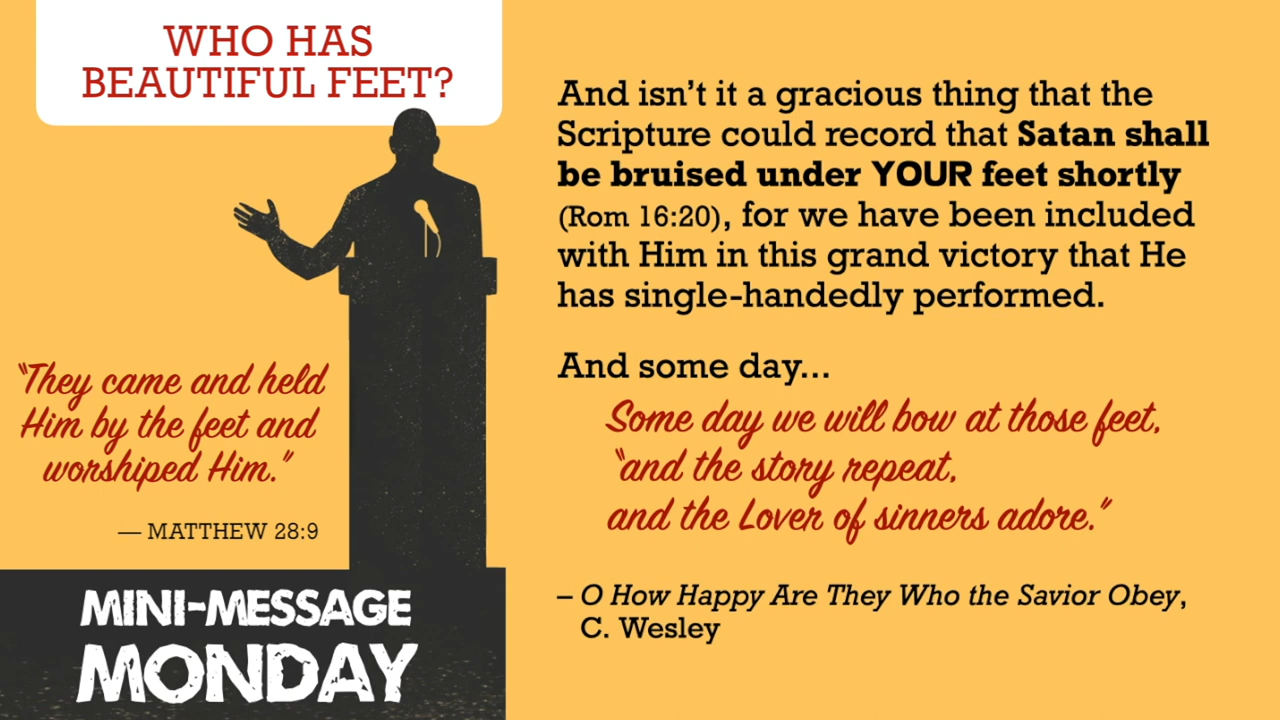 WHO HAS
BEAUTIFUL FEET?
“They came and held
Him by the feet and
worshiped Him.”
— MATTHEW 28:9
MINI-MESSAGE
MONDAY
And isn’t it a gracious thing that the
Scripture could record that Satan shall
be bruised under YOUR feet shortly
(Rom 16:20), for we have been included
with Him in this grand victory that He
has single-handedly performed.
And some day...
Some day we will bow at those feet,
“and the story repeat,
and the Lover of sinners adore.”
– O How Happy Are They Who the Savior Obey,
C. Wesley